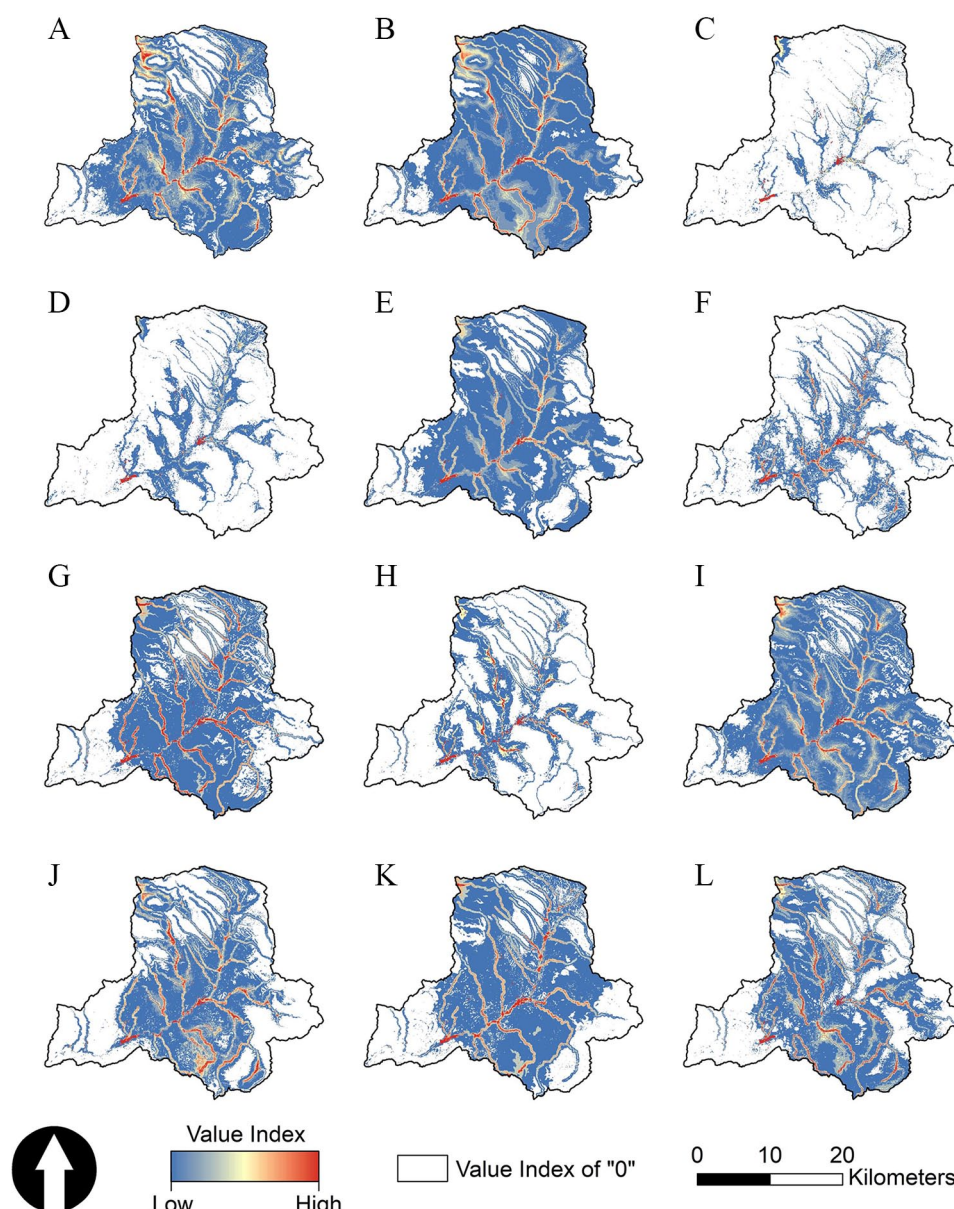 A B C
D E F
G H I
J K L
Value Index
Low High
Value Index of "0"
0 10 20
Kilometers